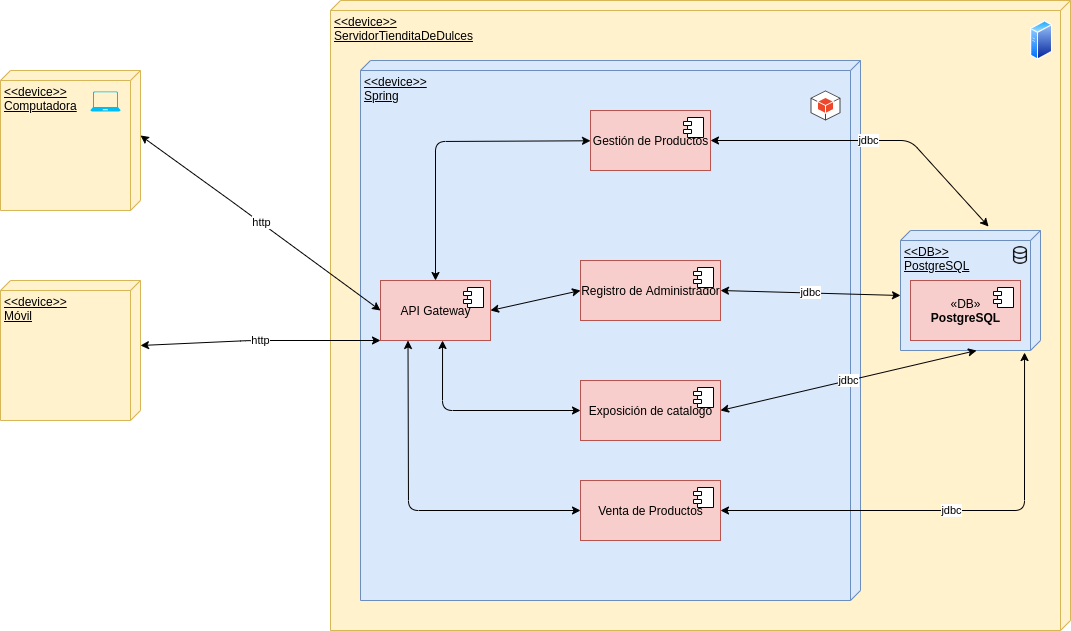 <<device>>
ServidorTienditaDeDulces
<<device>>
Spring
<<device>>
Computadora
Gestión de Productos
jdbc
http
<<DB>>
PostgreSQL
<<device>>
Móvil
API Gateway
Registro de Administrador
jdbc
«DB»
PostgreSQL
http
jdbc
Exposición de catalogo
Venta de Productos
jdbc